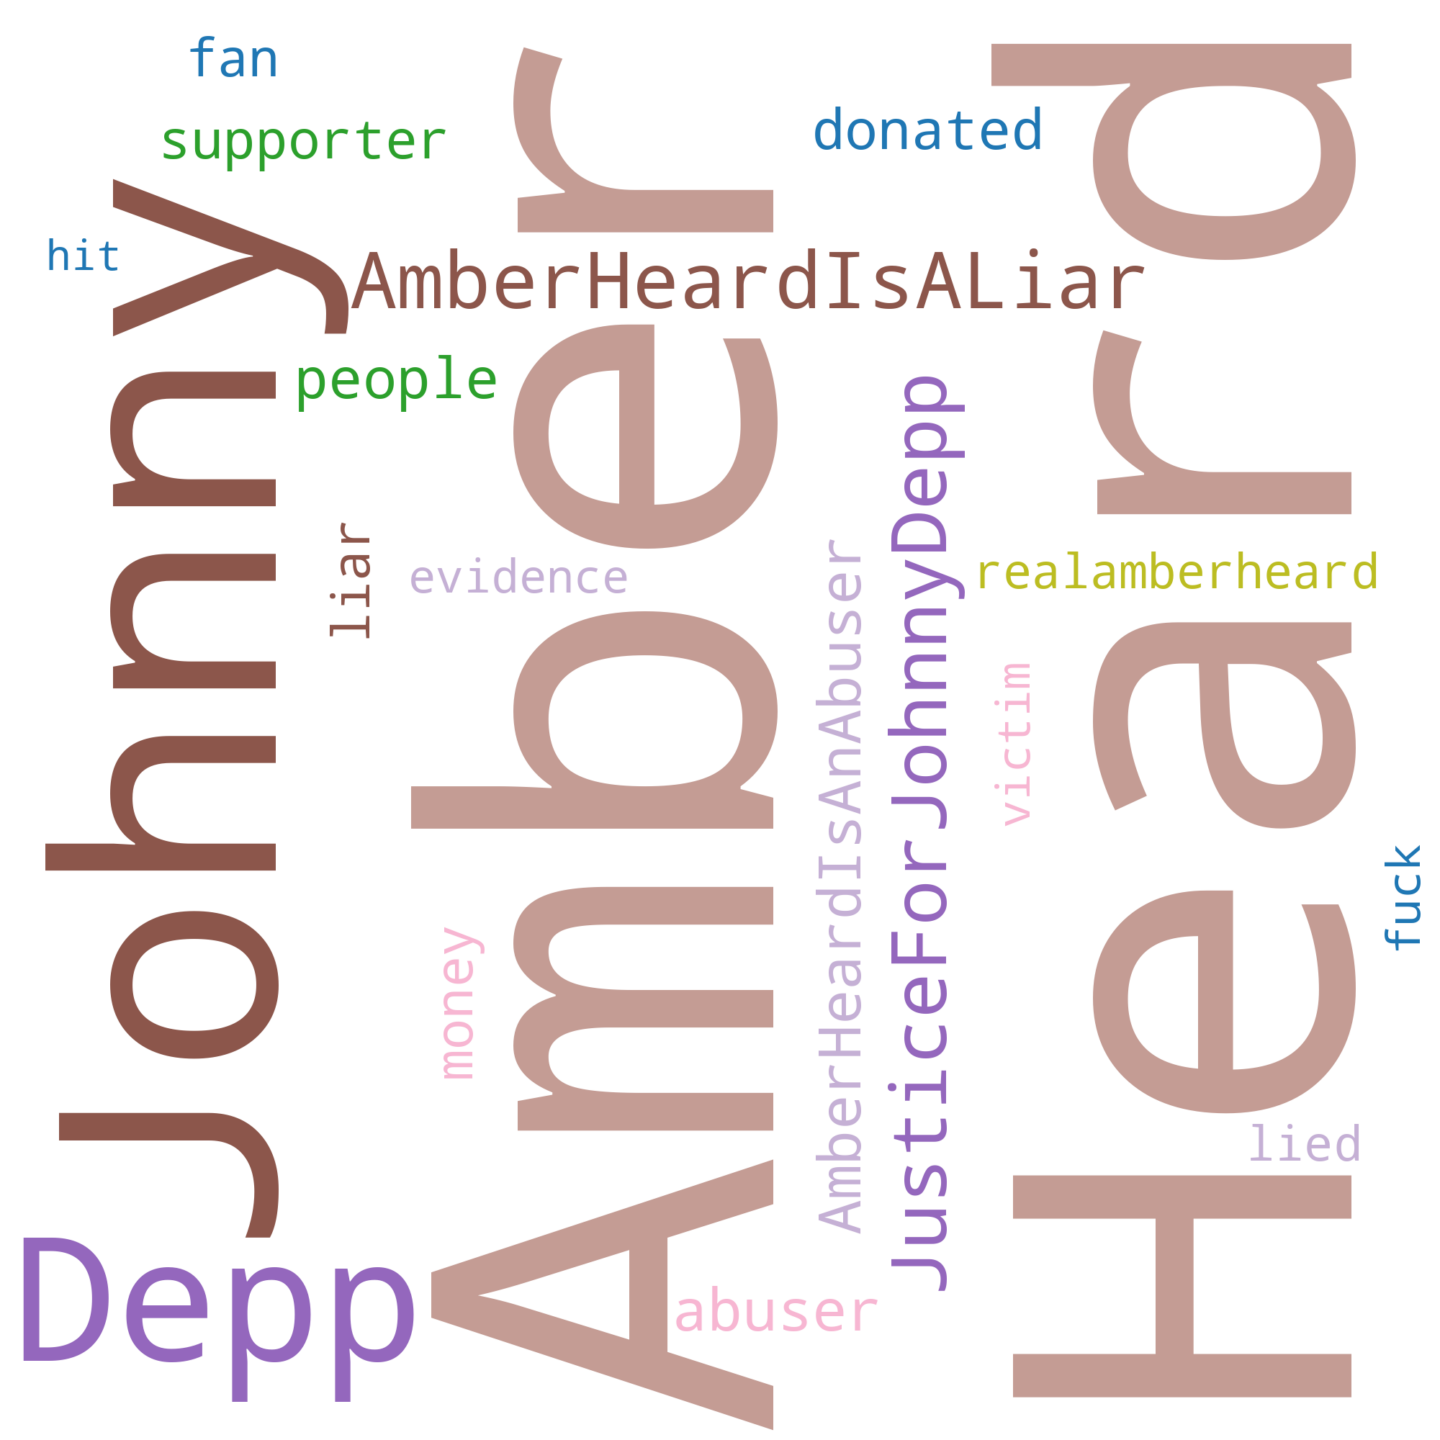 fan
supporter
donated
hit
AmberHeardIsALiar
people
Johnny
liar
evidence
Amber
AmberHeardIsAnAbuser
JusticeForJohnnyDepp
realamberheard
victim
Heard
fuck
money
lied
Depp
abuser